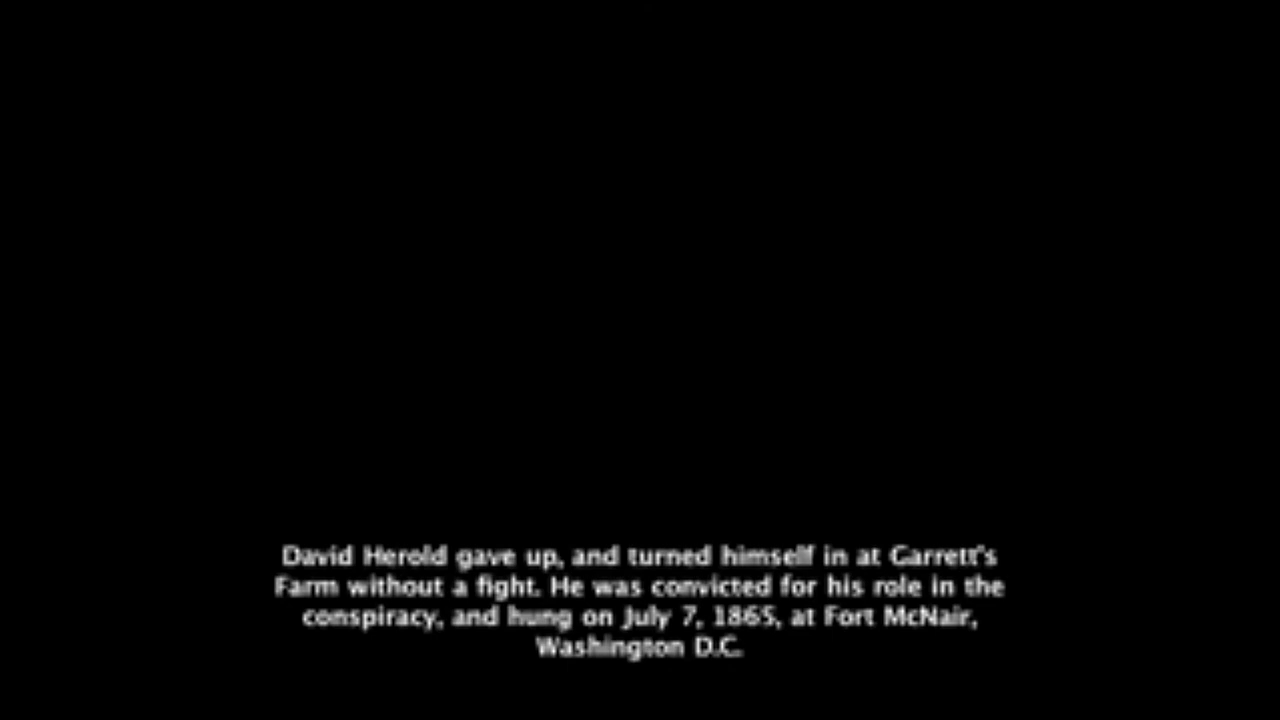 David Herold gave up, and turned himself in at Garrett's
Farm without a fight. He was convicted for his role in the
conspiracy, and hung on July 7, 1865, at Fort McNair,
Washington D.C.